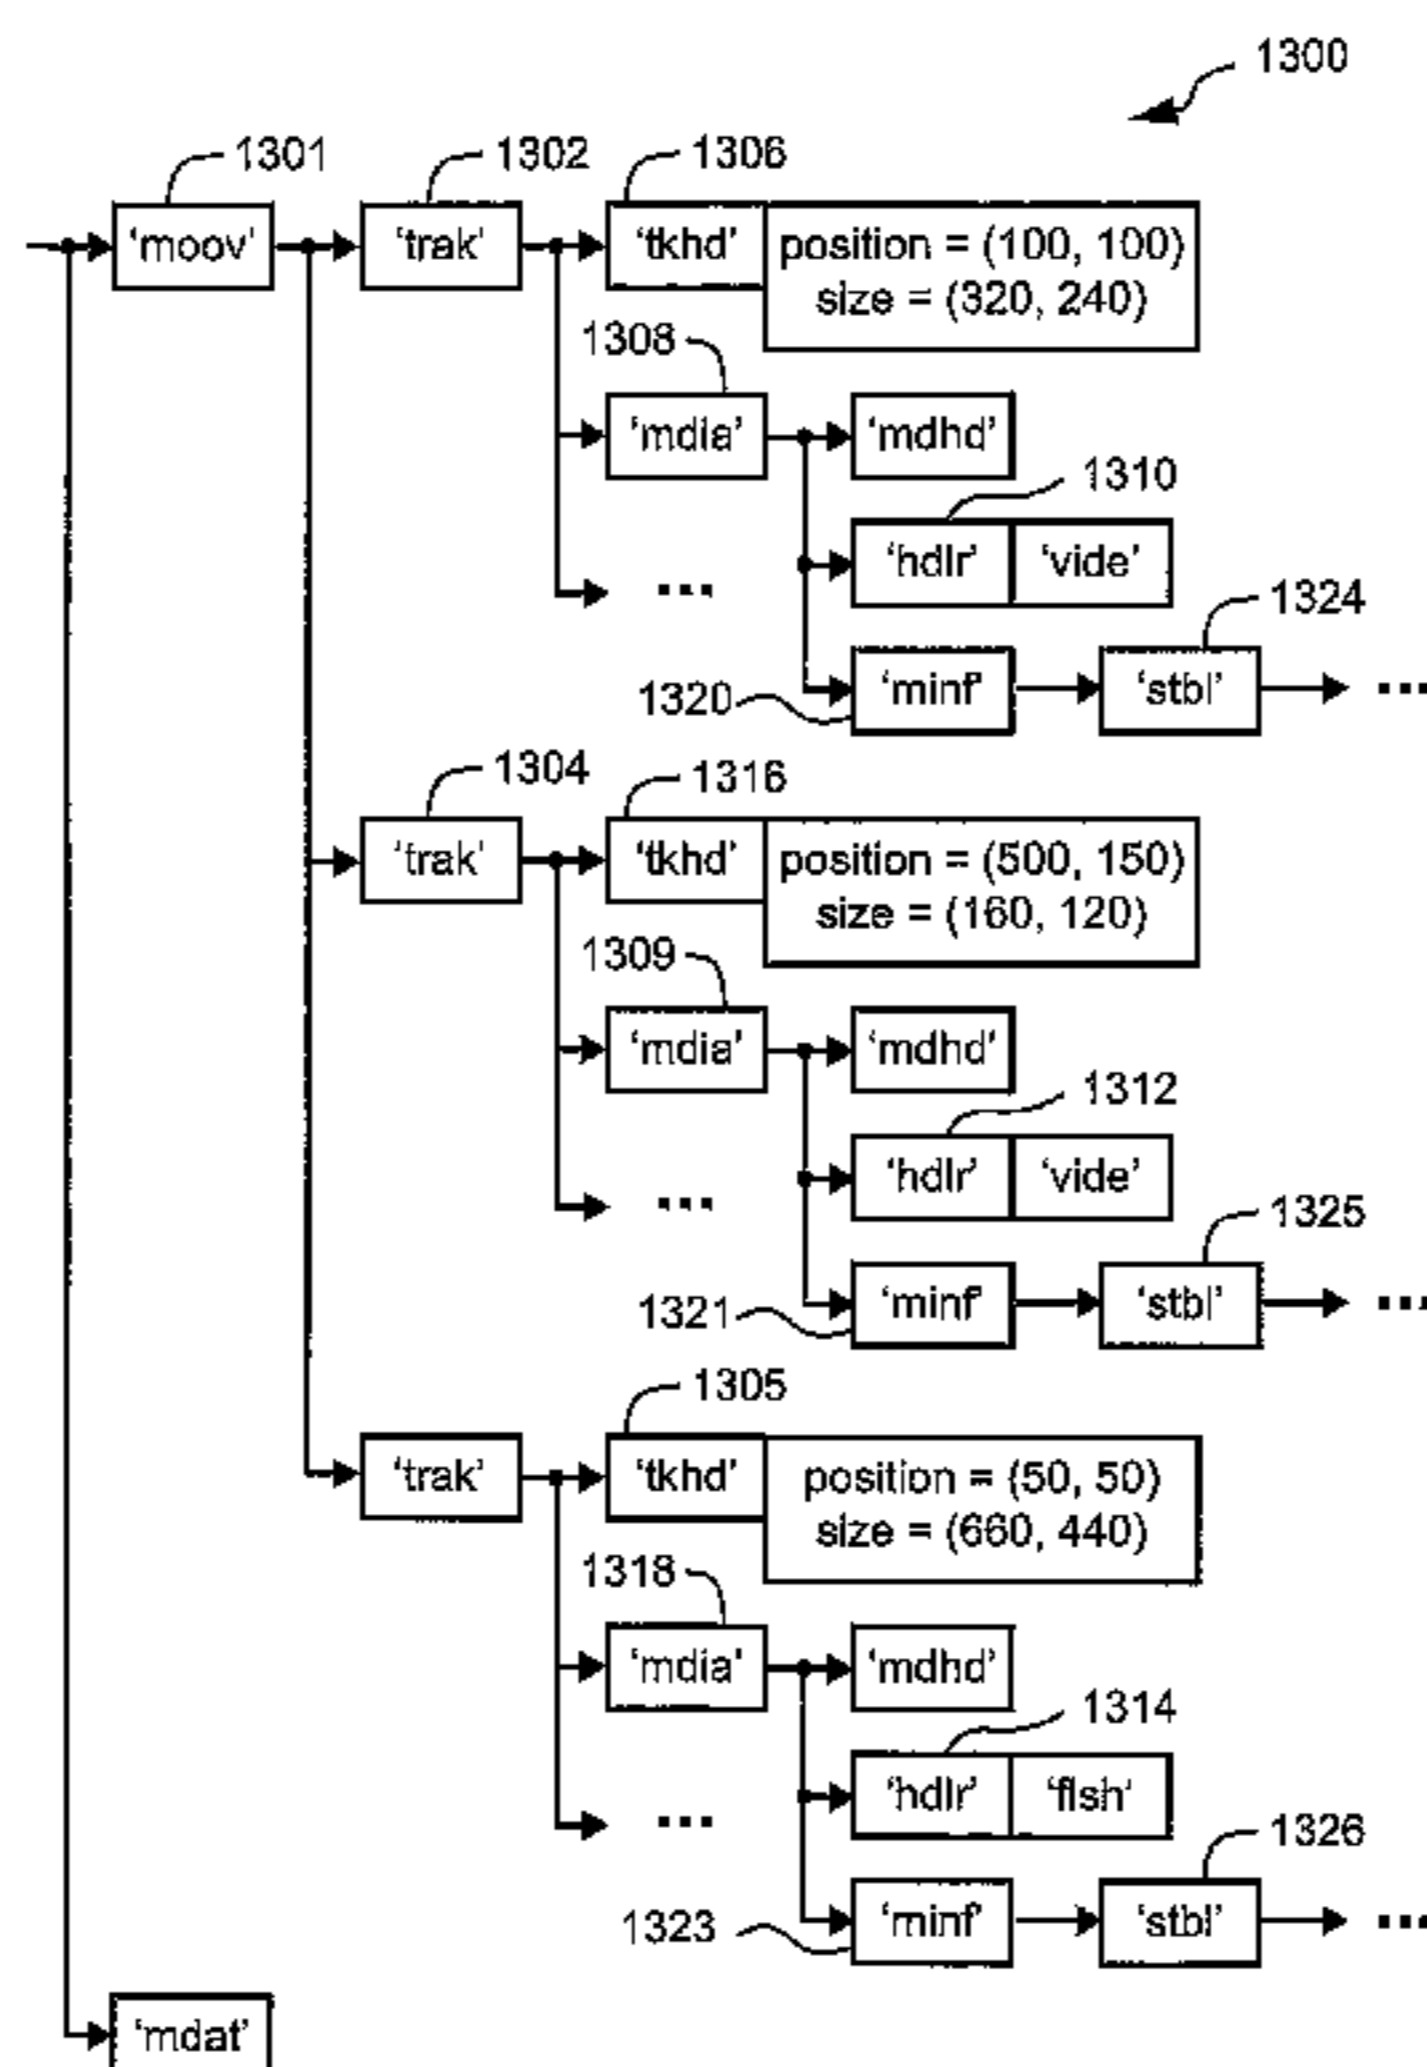 1300
1301
1302
1306
'moov'
'trak'
'tkhd'
position = (100, 100)
size = (320, 240)
1308
'mdia'
'mdhd'
1310
'hdlr'
'vide'
...
1324
1320
'minf'
'stbl'
...
1304
1316
'trak'
'tkhd'
position = (500, 150)
size = (160, 120)
1309
'mdia'
'mdhd'
1312
'hdlr'
'vide'
...
1325
1321
'minf'
'stbl'
...
1305
'trak'
'tkhd'
position = (50, 50)
size = (660, 440)
1318
'mdia'
'mdhd'
1314
'hdlr'
'flsh'
...
1326
1323
'minf'
'stbl'
...
'mdat'